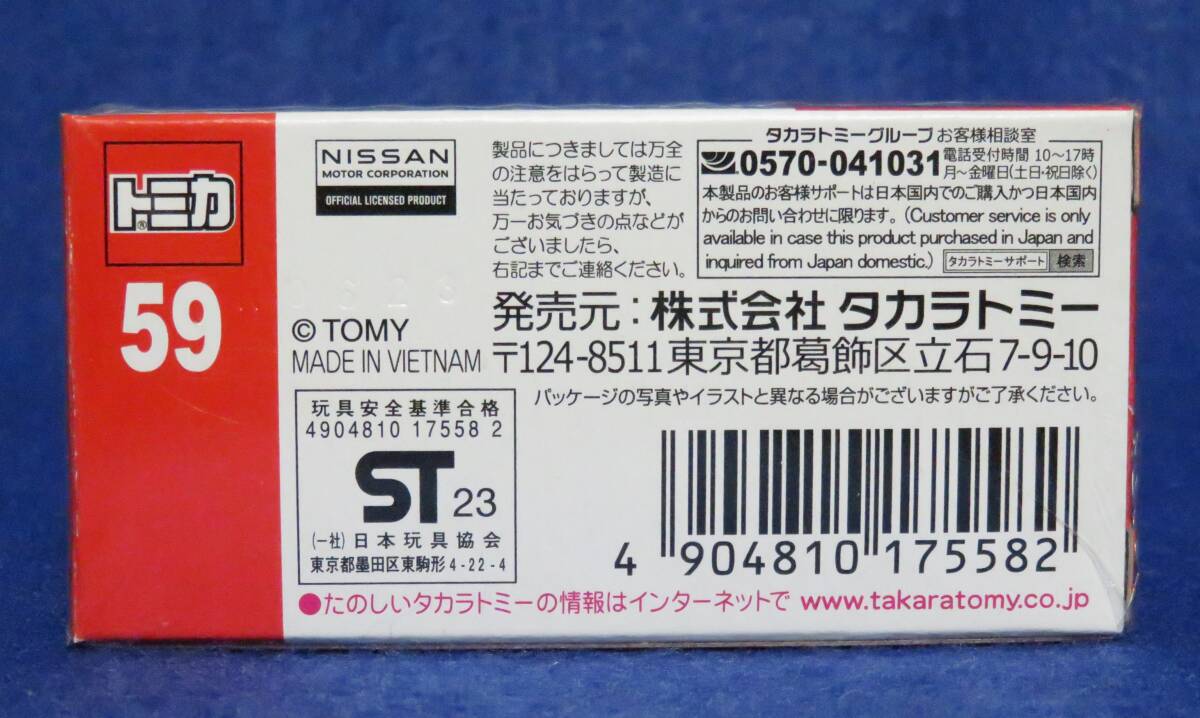 トミカ®
59
NISSAN
MOTOR CORPORATION
OFFICIAL LICENSED PRODUCT
© TOMY
MADE IN VIETNAM
玩具安全基準合格
4904810 17558 2
ST 23
(一社)日本玩具協会
東京都墨田区東駒形4-22-4
製品につきましては万全
の注意をはらって製造に
当たっておりますが、
万一お気づきの点などが
ございましたら、
右記までご連絡ください。
タカラトミーグループ お客様相談室
0570-041031 電話受付時間 10〜17時
月〜金曜日(土日・祝日除く)
本製品のお客様サポートは日本国内でのご購入かつ日本国内
からのお問い合わせに限ります。(Customer service is only
available in case this product purchased in Japan and
inquired from Japan domestic.) タカラトミーサポート 検索
発売元:株式会社 タカラトミー
〒124-8511 東京都葛飾区立石7-9-10
パッケージの写真やイラストと異なる場合がございますがご了承ください。
4 904810 175582
●たのしいタカラトミーの情報はインターネットで www.takaratomy.co.jp